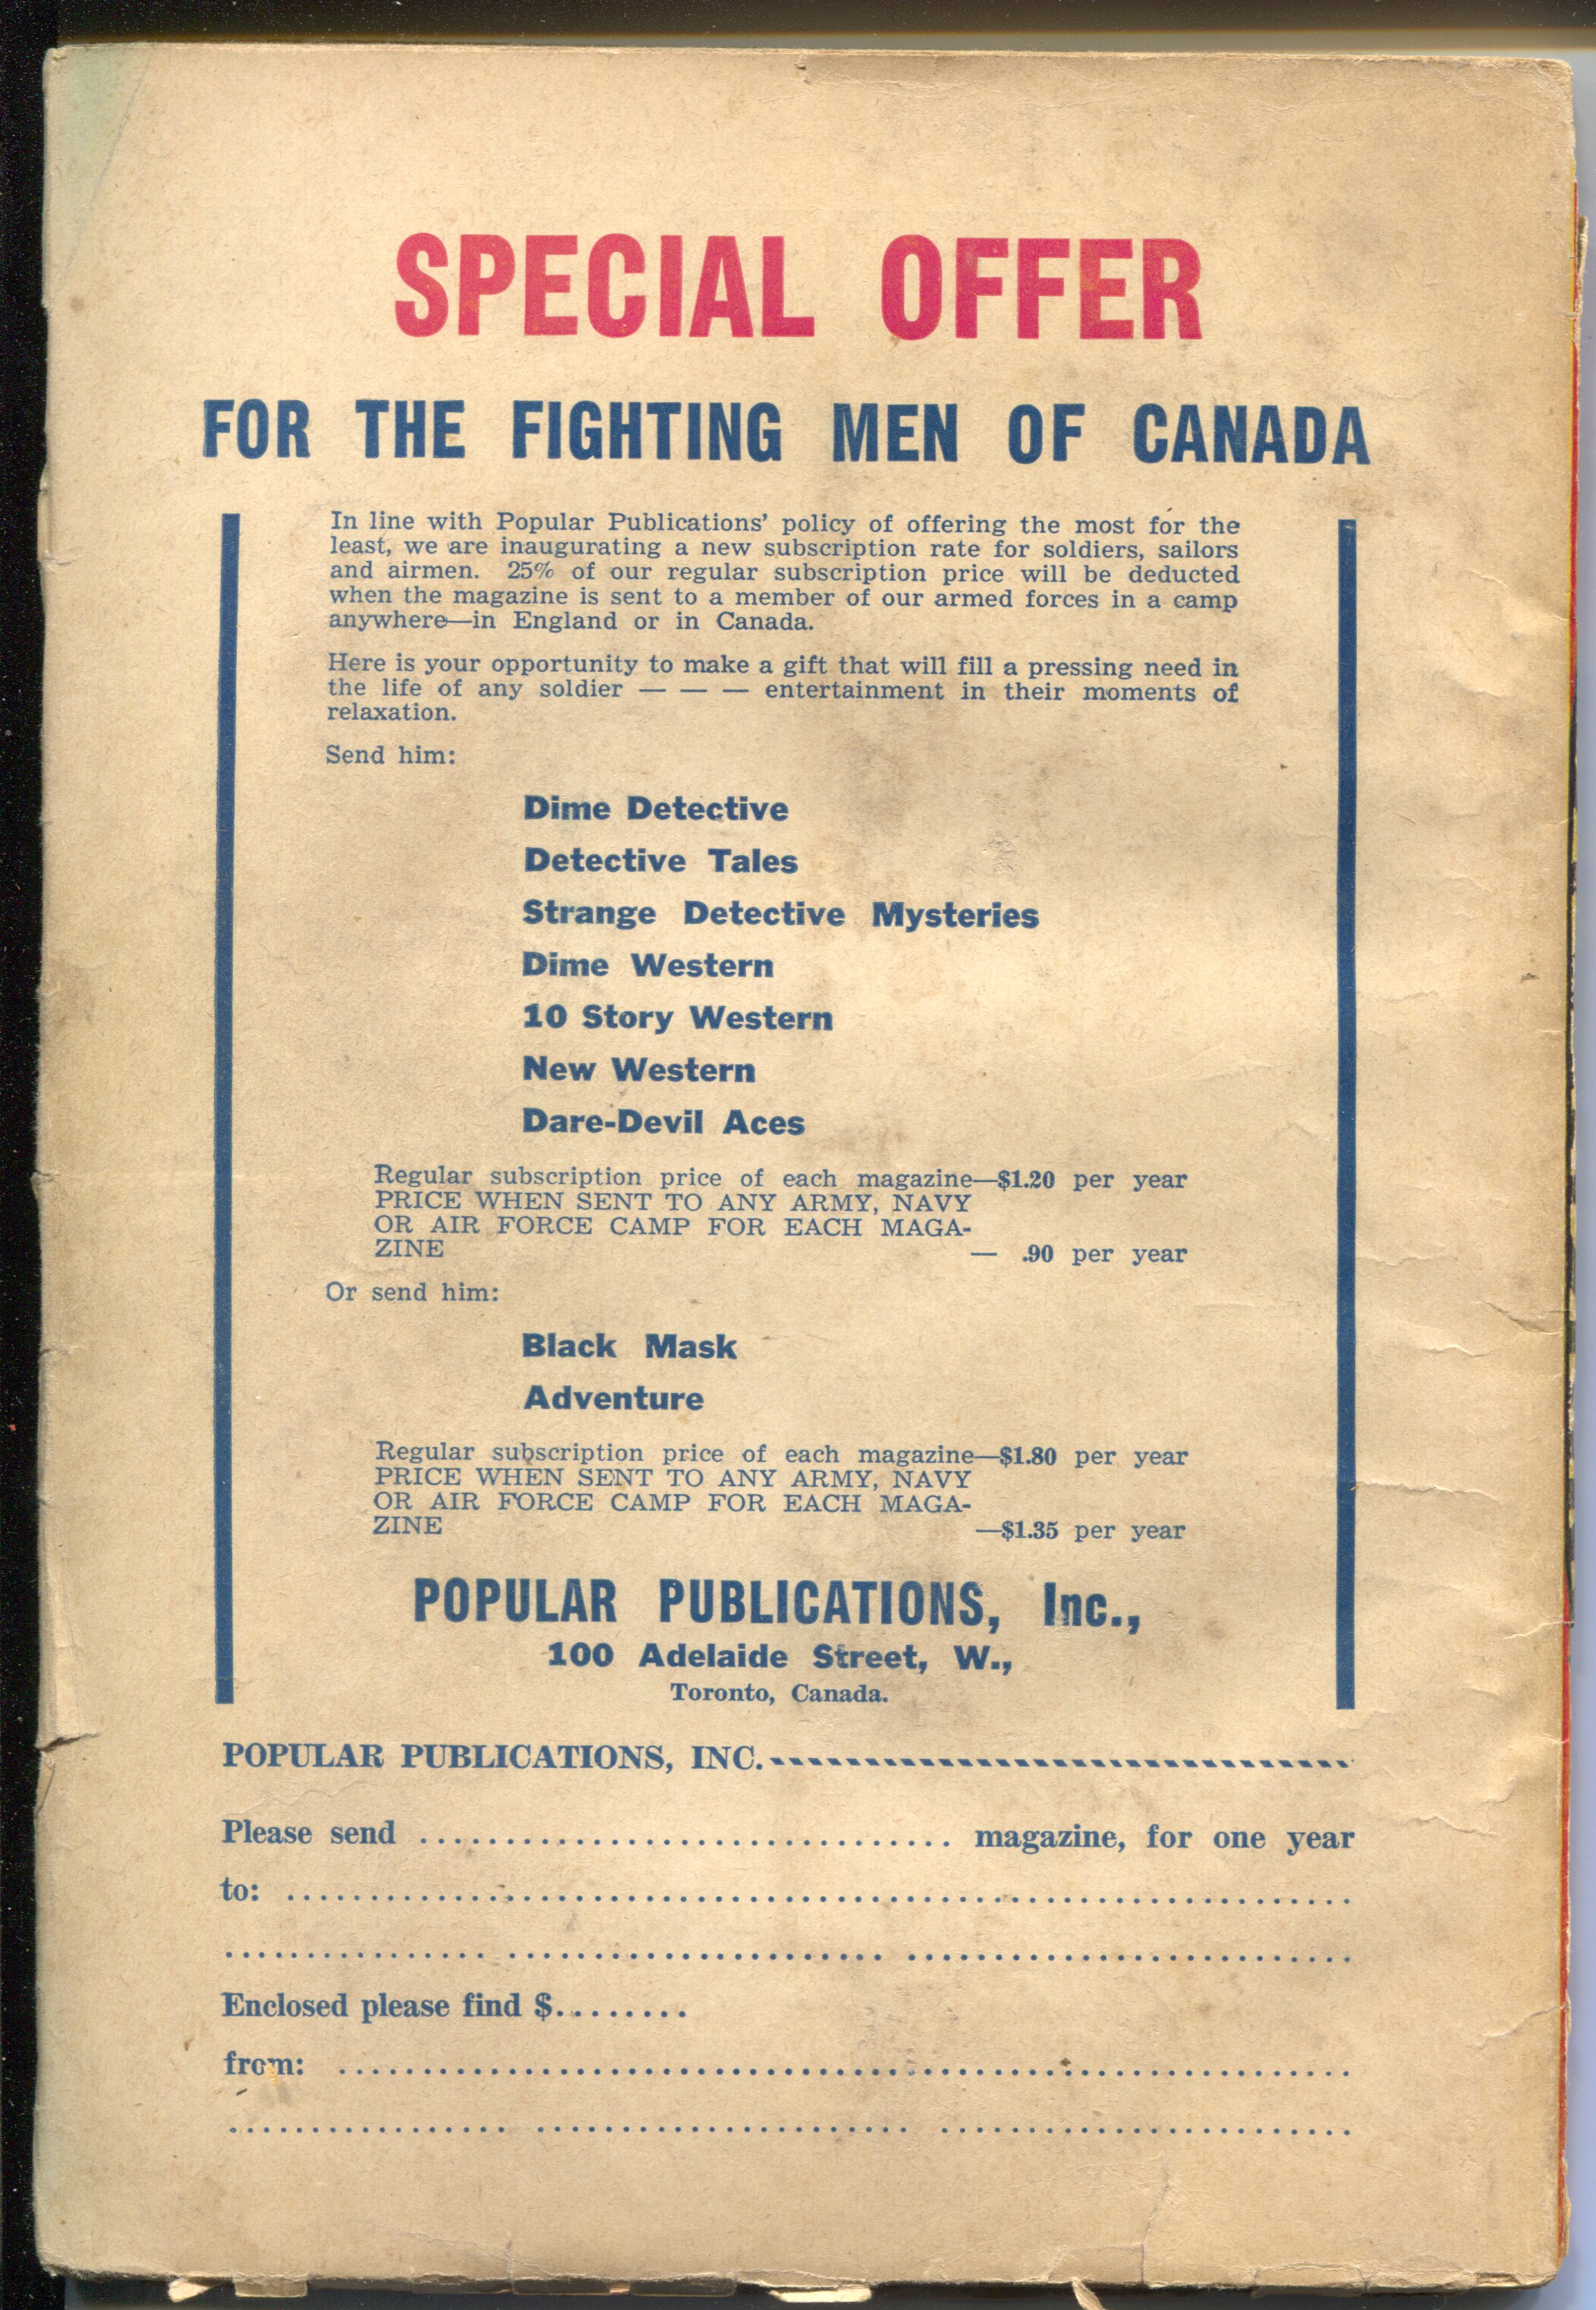 SPECIAL OFFER
FOR THE FIGHTING MEN OF CANADA
In line with Popular Publications' policy of offering the most for the
least, we are inaugurating a new subscription rate for soldiers, sailors
and airmen. 25% of our regular subscription price will be deducted
when the magazine is sent to a member of our armed forces in a camp
anywhere—in England or in Canada.
Here is your opportunity to make a gift that will fill a pressing need in
the life of any soldier — — — entertainment in their moments of
relaxation.
Send him:
Dime Detective
Detective Tales
Strange Detective Mysteries
Dime Western
10 Story Western
New Western
Dare-Devil Aces
Regular subscription price of each magazine—$1.20 per year
PRICE WHEN SENT TO ANY ARMY, NAVY
OR AIR FORCE CAMP FOR EACH MAGA-
ZINE — .90 per year
Or send him:
Black Mask
Adventure
Regular subscription price of each magazine—$1.80 per year
PRICE WHEN SENT TO ANY ARMY, NAVY
OR AIR FORCE CAMP FOR EACH MAGA-
ZINE —$1.35 per year
POPULAR PUBLICATIONS, Inc.,
100 Adelaide Street, W.,
Toronto, Canada.
POPULAR PUBLICATIONS, INC.
Please send ................................ magazine, for one year
to: ................................................................
................ ....................... ...........................
Enclosed please find $........
from: .............................................................
................. ....................... .........................